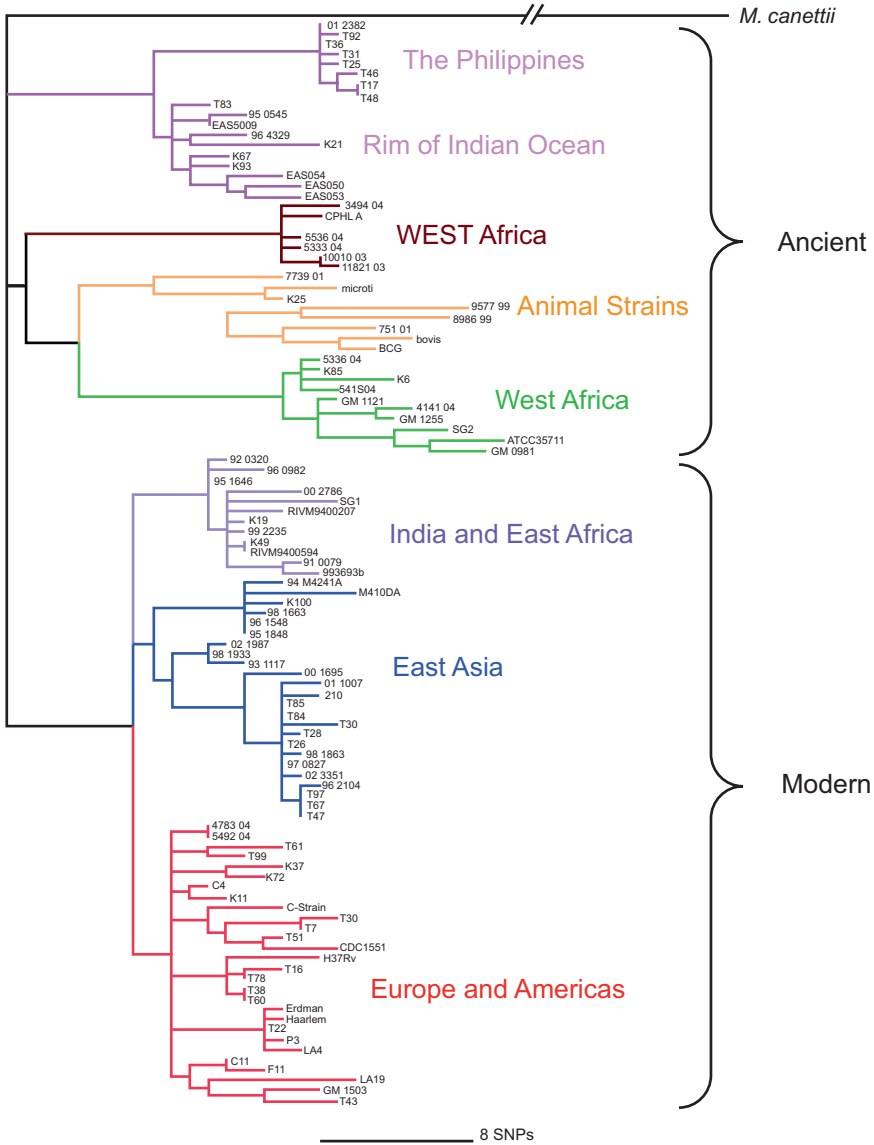 M. canettii
01 2382
T92
T36
T31
T25
T46
T17
T48
The Philippines
T83
95 0545
EAS5009
96 4329
K21
K67
K93
EAS054
EAS050
EAS053
Rim of Indian Ocean
3494 04
CPHL A
5536 04
5333 04
10010 03
11821 03
WEST Africa
Ancient
7739 01
microti
K25
9577 99
8986 99
751 01
bovis
BCG
Animal Strains
5336 04
K85
K6
541S04
GM 1121
4141 04
GM 1255
SG2
ATCC35711
GM 0981
West Africa
92 0320
96 0982
95 1646
00 2786
SG1
RIVM9400207
K19
99 2235
K49
RIVM9400594
91 0079
993693b
India and East Africa
94 M4241A
M410DA
K100
98 1663
96 1548
95 1848
02 1987
98 1933
93 1117
00 1695
01 1007
210
T85
T84
T30
T28
T26
98 1863
97 0827
02 3351
96 2104
T97
T67
T47
East Asia
Modern
4783 04
5492 04
T61
T99
K37
K72
C4
K11
C-Strain
T30
T7
T51
CDC1551
H37Rv
T16
T78
T38
T60
Erdman
Haarlem
T22
P3
LA4
C11
F11
LA19
GM 1503
T43
Europe and Americas
8 SNPs